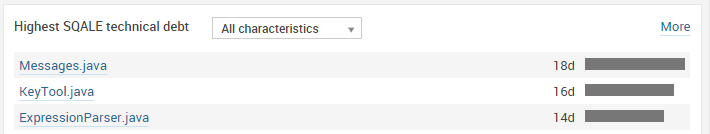 Highest SQALE technical debt All characteristics More
Messages.java 18d
KeyTool.java 16d
ExpressionParser.java 14d